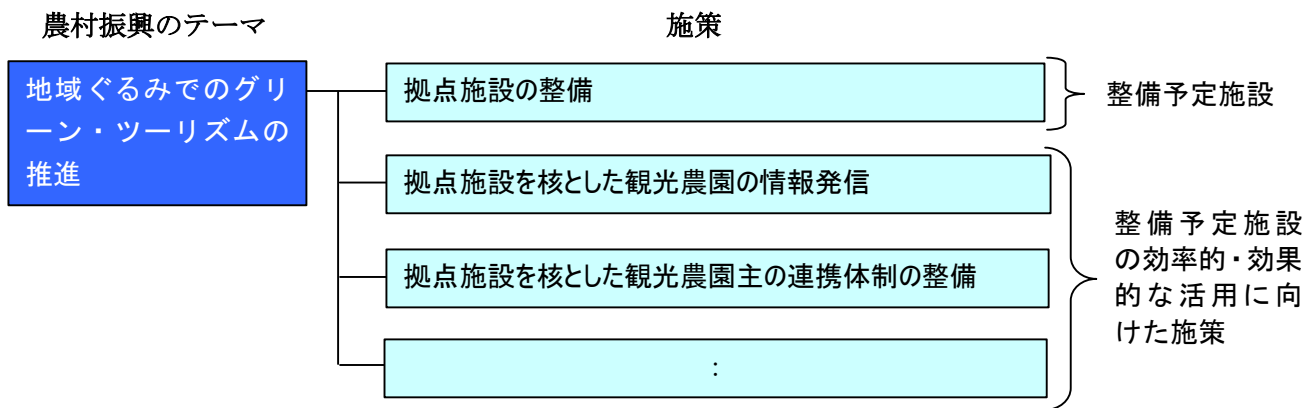 農村振興のテーマ
施策
地域ぐるみでのグリ
ーン・ツーリズムの
推進
拠点施設の整備
整備予定施設
拠点施設を核とした観光農園の情報発信
拠点施設を核とした観光農園主の連携体制の整備
:
整備予定施設
の効率的・効果
的な活用に向
けた施策